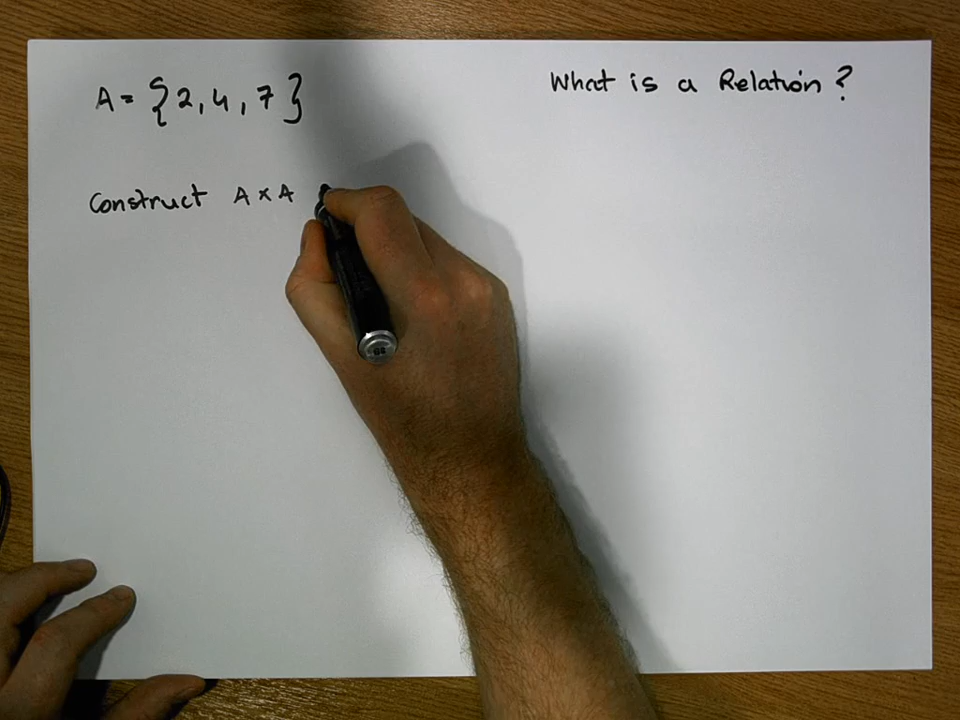 A = {2, 4, 7}
What is a Relation?
Construct A × A